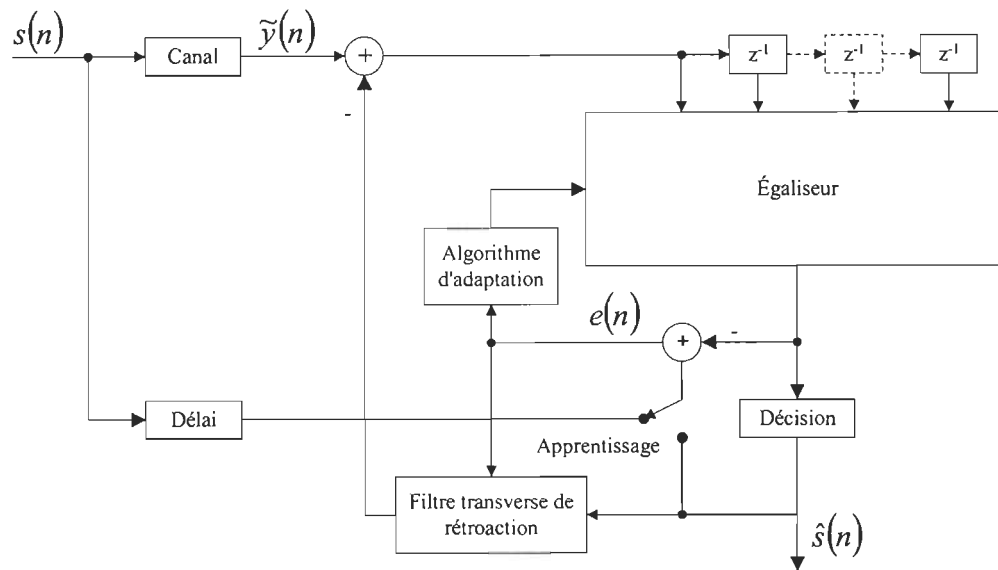 s(n)
Canal
ỹ(n)
+
z⁻¹
z⁻¹
z⁻¹
-
Égaliseur
Algorithme
d'adaptation
e(n)
+
-
Délai
Apprentissage
Décision
Filtre transverse de
rétroaction
ŝ(n)